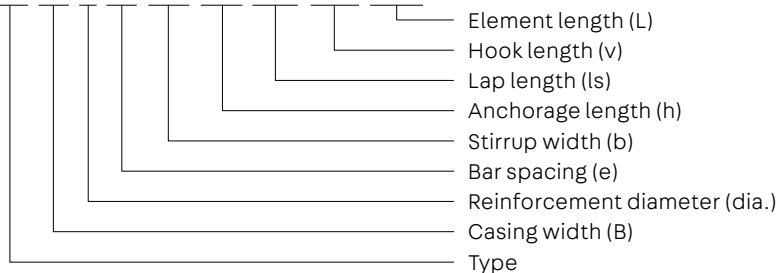 Element length (L)
Hook length (v)
Lap length (ls)
Anchorage length (h)
Stirrup width (b)
Bar spacing (e)
Reinforcement diameter (dia.)
Casing width (B)
Type